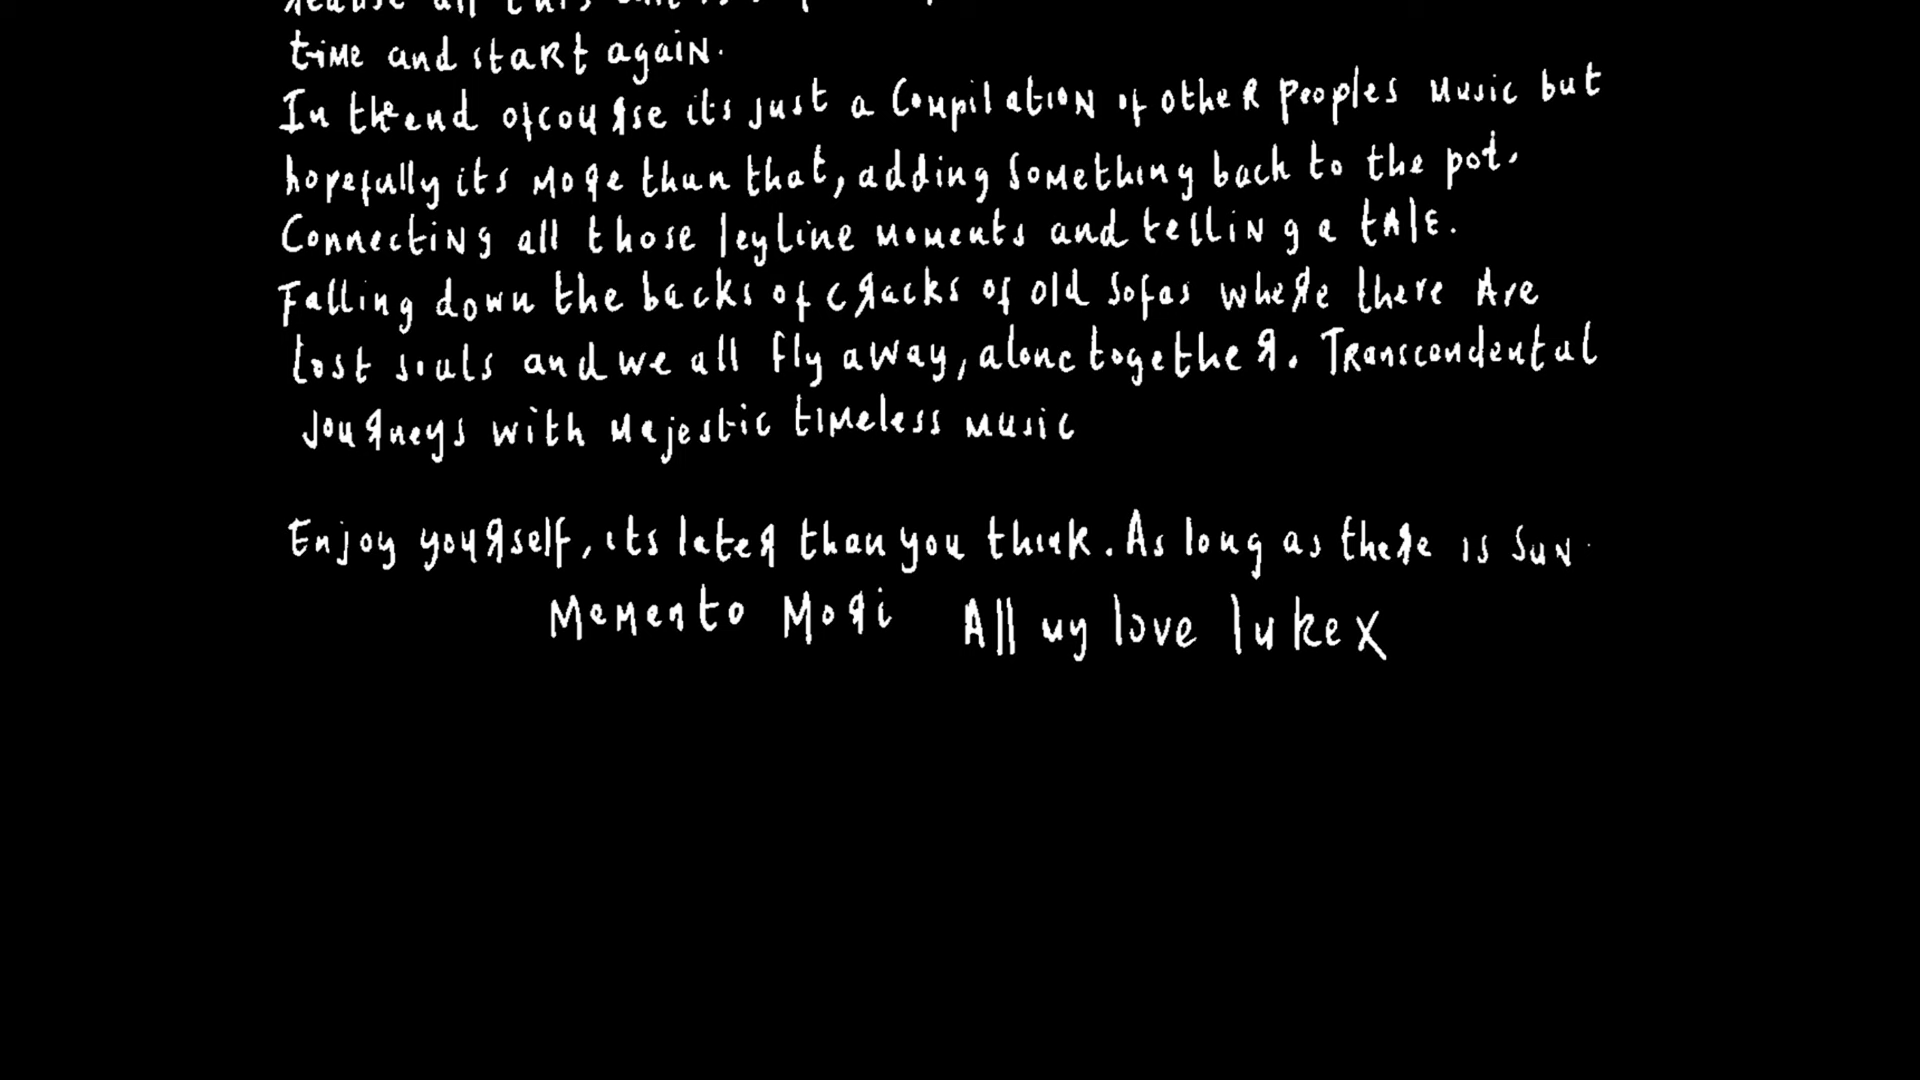 all this
time and start again.
In the end ofcourse its just a Compilation of other peoples music but
hopefully its more than that, adding something back to the pot.
Connecting all those leyline moments and telling a tale.
Falling down the backs of cracks of old sofas where there are
lost souls and we all fly away, alone together. Transcendental
journeys with majestic timeless music
Enjoy yourself, its later than you think. As long as there is sun.
Memento Mori All my love luke x